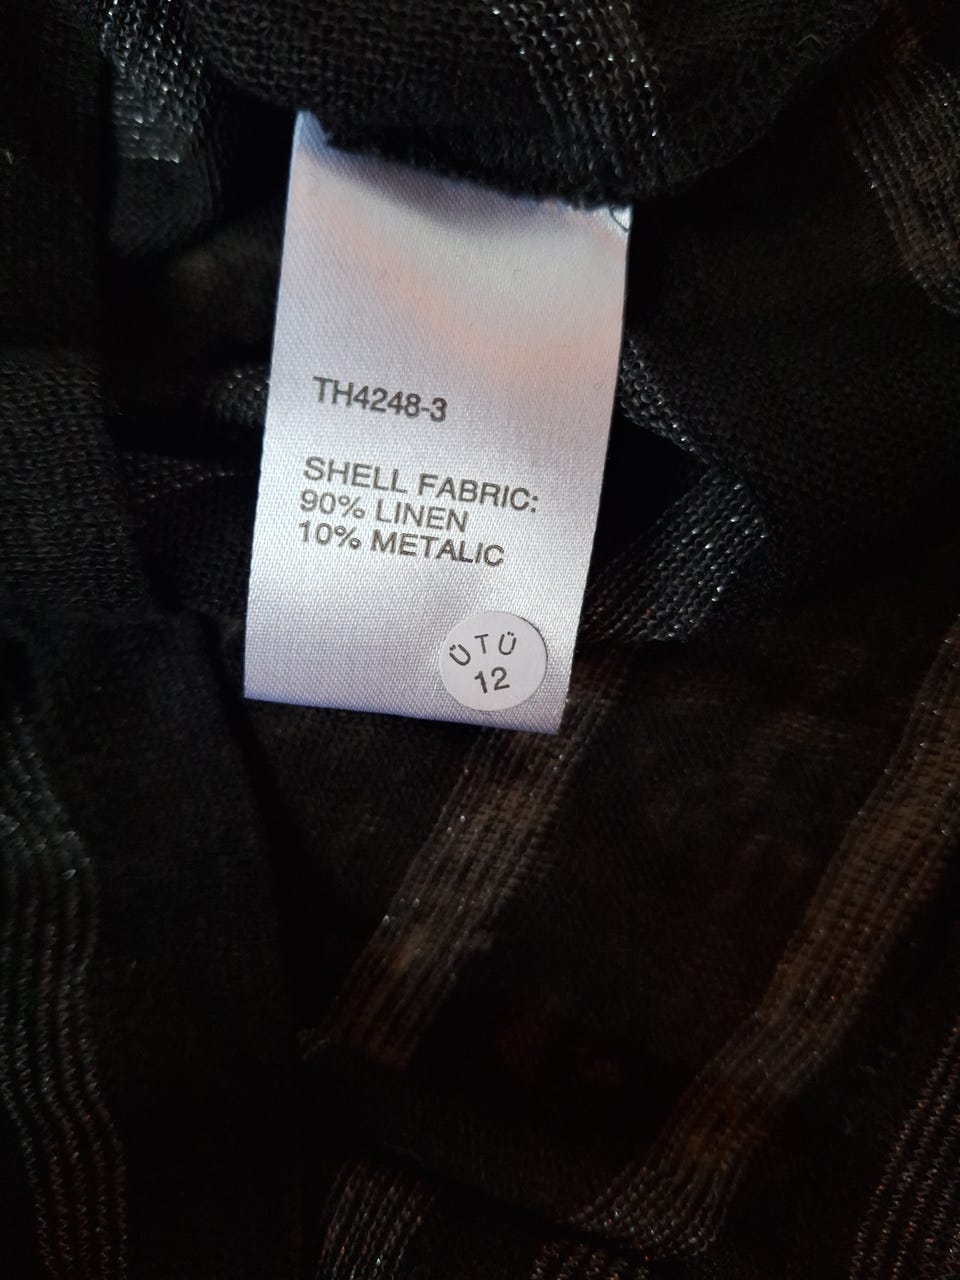 TH4248-3
SHELL FABRIC:
90% LINEN
10% METALIC
ÜTÜ
12